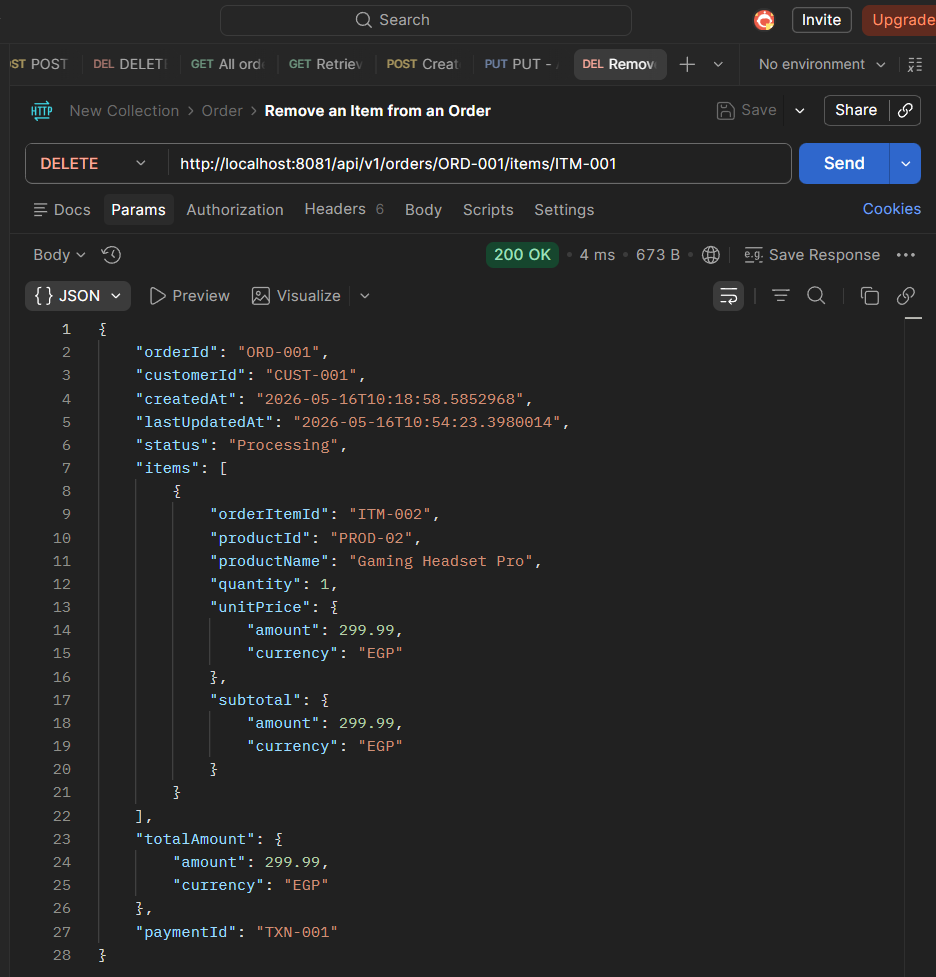 Search
Invite
Upgrade
ST POST
DEL DELET
GET All ord
GET Retriev
POST Creat
PUT PUT -
DEL Remov
No environment
HTTP
New Collection > Order > Remove an Item from an Order
Save
Share
DELETE
http://localhost:8081/api/v1/orders/ORD-001/items/ITM-001
Send
Docs
Params
Authorization
Headers 6
Body
Scripts
Settings
Cookies
Body
200 OK • 4 ms • 673 B
e.g. Save Response
{} JSON
Preview
Visualize
1 {
2 "orderId": "ORD-001",
3 "customerId": "CUST-001",
4 "createdAt": "2026-05-16T10:18:58.5852968",
5 "lastUpdatedAt": "2026-05-16T10:54:23.3980014",
6 "status": "Processing",
7 "items": [
8 {
9 "orderItemId": "ITM-002",
10 "productId": "PROD-02",
11 "productName": "Gaming Headset Pro",
12 "quantity": 1,
13 "unitPrice": {
14 "amount": 299.99,
15 "currency": "EGP"
16 },
17 "subtotal": {
18 "amount": 299.99,
19 "currency": "EGP"
20 }
21 }
22 ],
23 "totalAmount": {
24 "amount": 299.99,
25 "currency": "EGP"
26 },
27 "paymentId": "TXN-001"
28 }